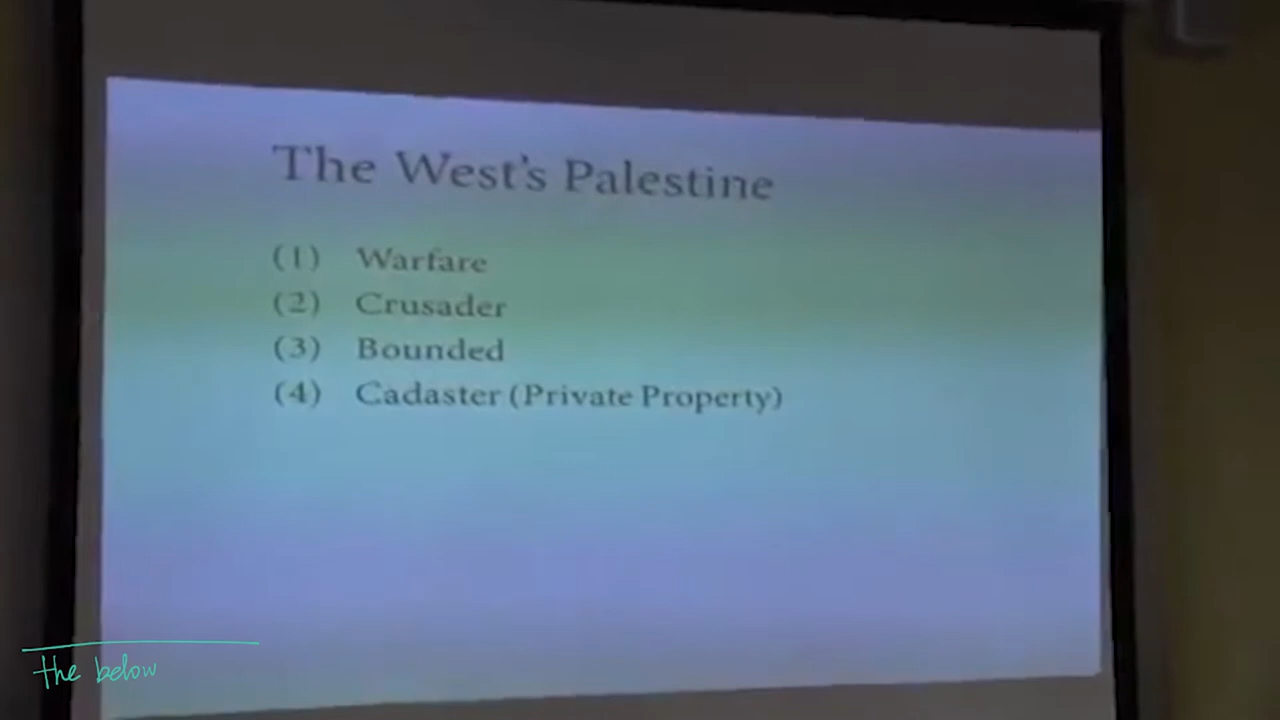 The West's Palestine
(1) Warfare
(2) Crusader
(3) Bounded
(4) Cadaster (Private Property)
the below